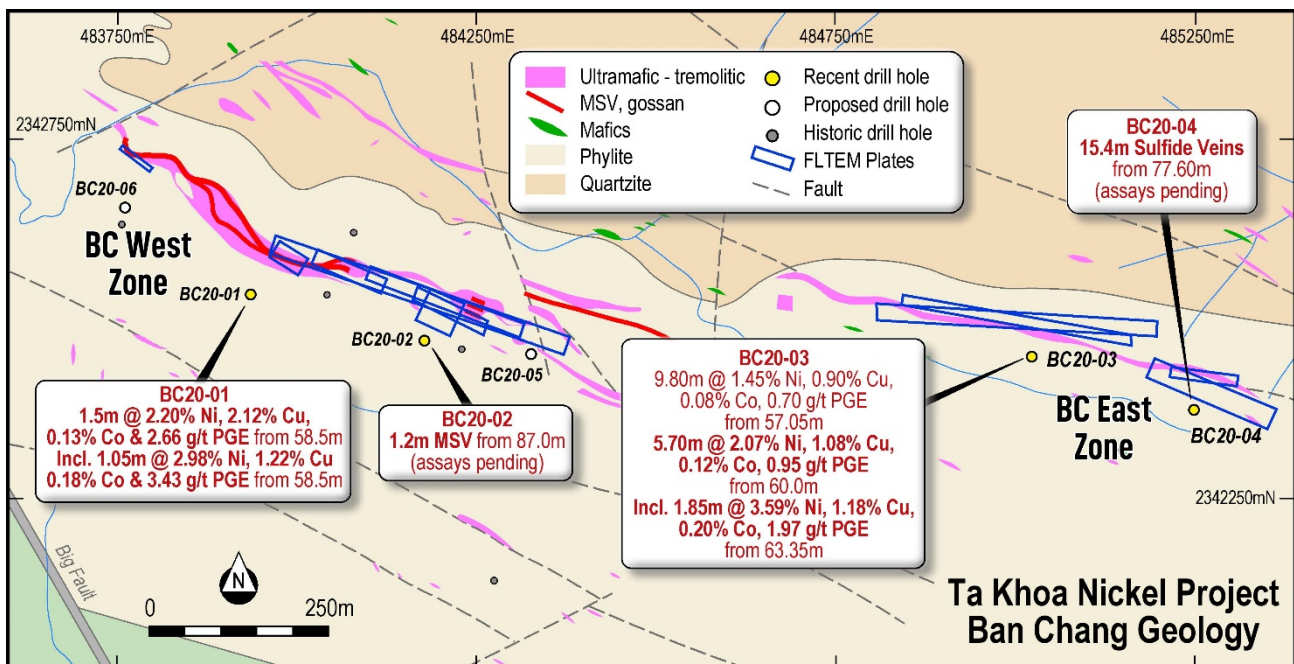 483750mE
484250mE
484750mE
485250mE
Ultramafic - tremolitic
MSV, gossan
Mafics
Phylite
Quartzite
Recent drill hole
Proposed drill hole
Historic drill hole
FLTEM Plates
Fault
2342750mN
BC20-04
15.4m Sulfide Veins
from 77.60m
(assays pending)
BC20-06
BC West
Zone
BC20-01
BC20-02
BC20-05
BC20-03
BC East
Zone
BC20-04
BC20-01
1.5m @ 2.20% Ni, 2.12% Cu,
0.13% Co & 2.66 g/t PGE from 58.5m
Incl. 1.05m @ 2.98% Ni, 1.22% Cu
0.18% Co & 3.43 g/t PGE from 58.5m
BC20-02
1.2m MSV from 87.0m
(assays pending)
BC20-03
9.80m @ 1.45% Ni, 0.90% Cu,
0.08% Co, 0.70 g/t PGE
from 57.05m
5.70m @ 2.07% Ni, 1.08% Cu,
0.12% Co, 0.95 g/t PGE
from 60.0m
Incl. 1.85m @ 3.59% Ni, 1.18% Cu,
0.20% Co, 1.97 g/t PGE
from 63.35m
2342250mN
Big Fault
N
0
250m
Ta Khoa Nickel Project
Ban Chang Geology